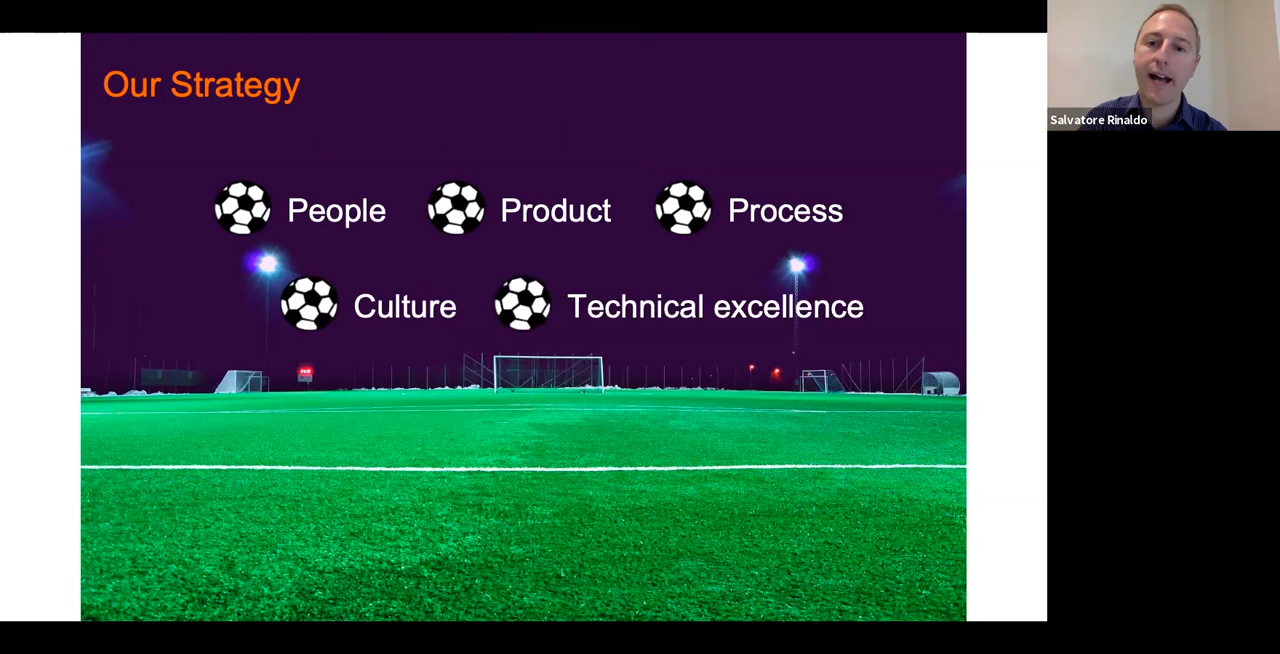 Our Strategy
People Product Process
Culture Technical excellence
Salvatore Rinaldo